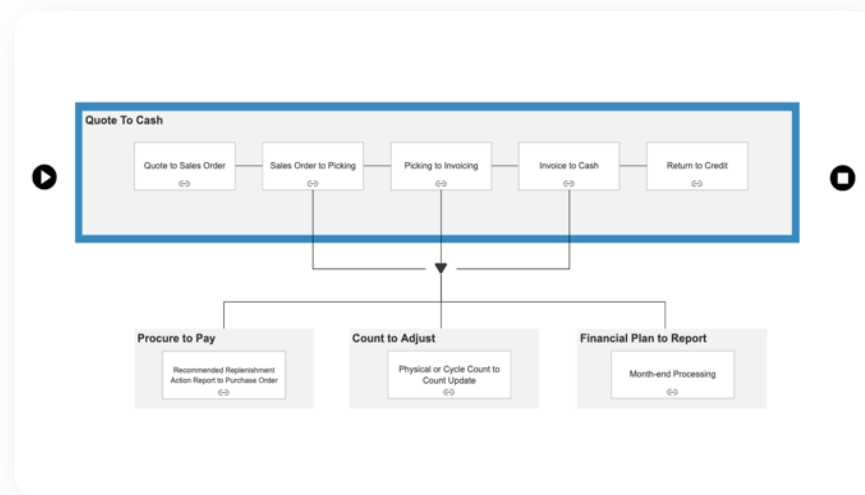 Quote To Cash
Quote to Sales Order
Sales Order to Picking
Picking to Invoicing
Invoice to Cash
Return to Credit
Procure to Pay
Recommended Replenishment
Action Report to Purchase Order
Count to Adjust
Physical or Cycle Count to
Count Update
Financial Plan to Report
Month-end Processing